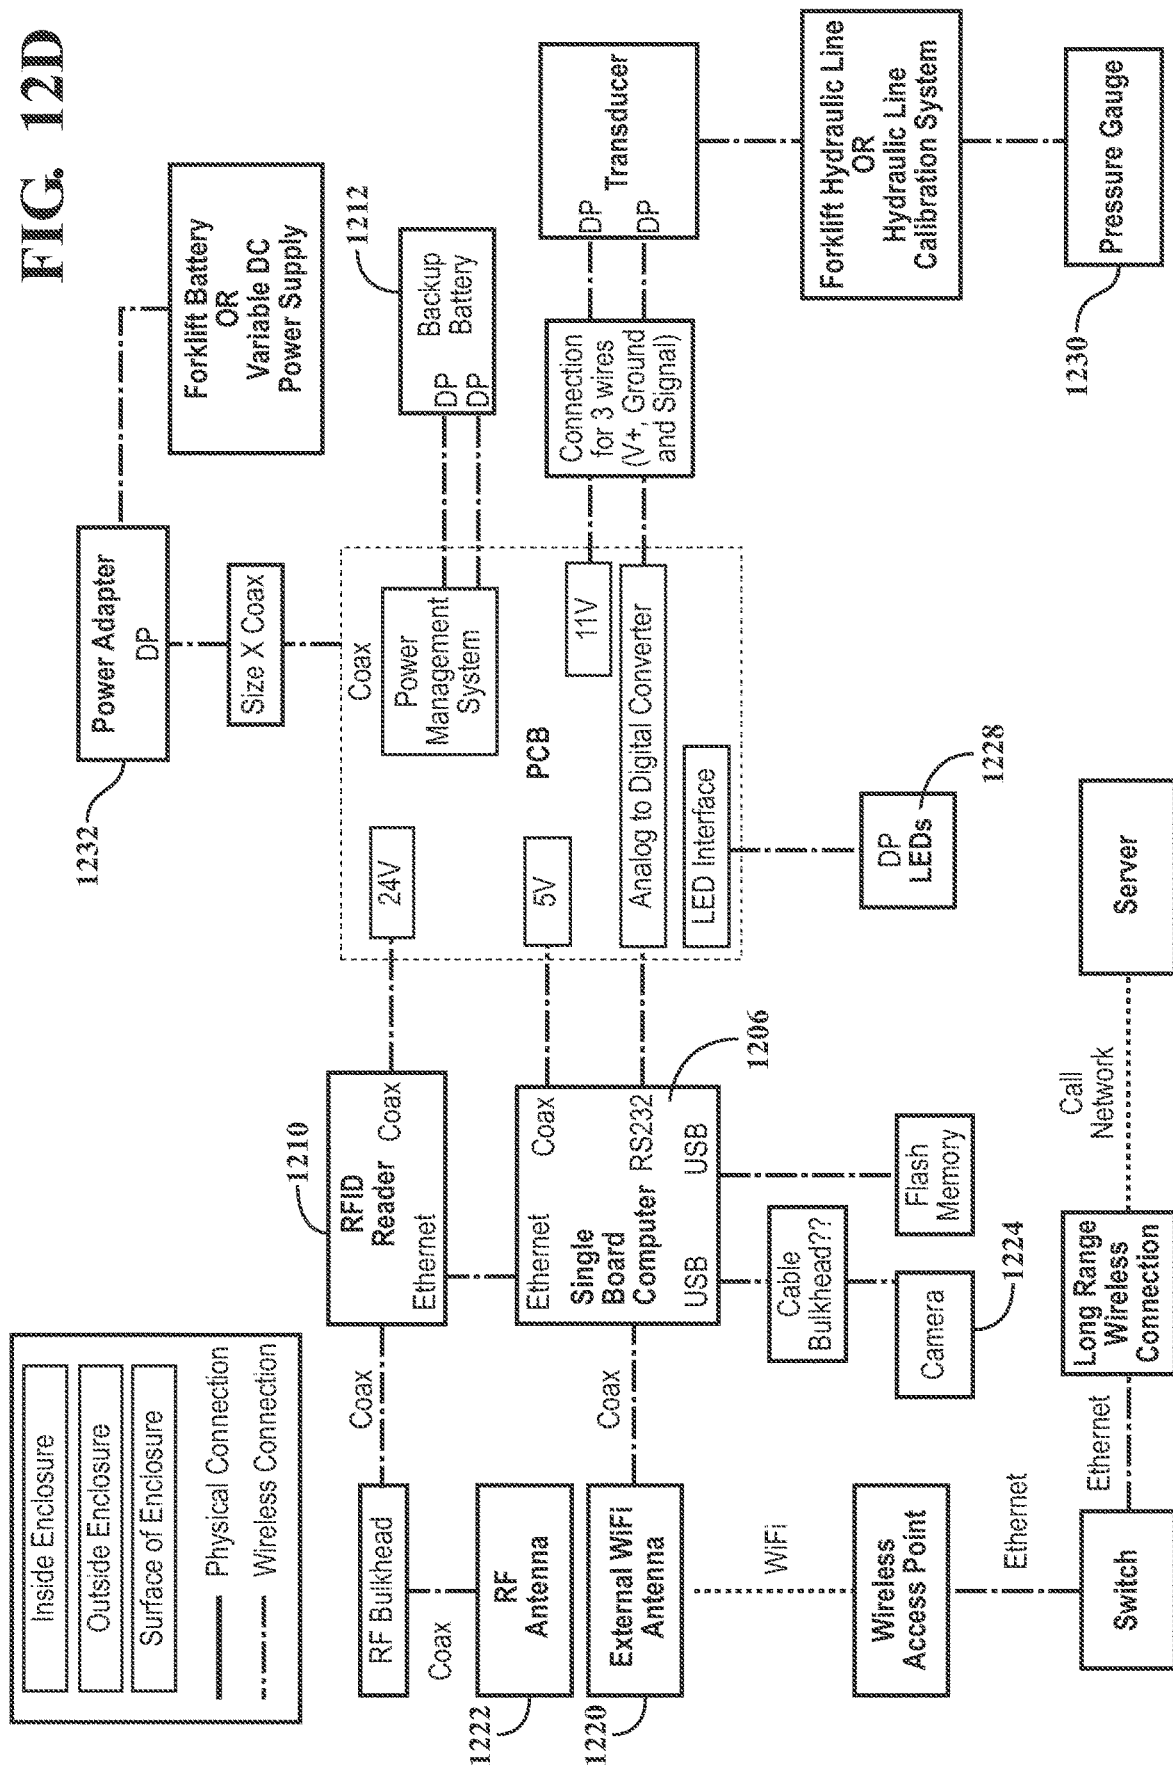 FIG. 12D
Inside Enclosure
Outside Enclosure
Surface of Enclosure
Physical Connection
Wireless Connection
1232
Power Adapter
DP
Size X Coax
Forklift Battery
OR
Variable DC
Power Supply
1212
Backup
Battery
DP
DP
1210
RFID
Reader
Coax
Ethernet
24V
Coax
Power
Management
System
PCB
5V
11V
Analog to Digital Converter
LED Interface
Connection
for 3 wires
(V+, Ground
and Signal)
Transducer
DP
DP
Forklift Hydraulic Line
OR
Hydraulic Line
Calibration System
Pressure Gauge
1230
RF Bulkhead
Coax
Coax
RF
Antenna
1222
External WiFi
Antenna
1220
Coax
Ethernet
Coax
Single
Board
Computer
RS232
USB
USB
1206
Cable
Bulkhead??
Flash
Memory
Camera
1224
DP
LEDs
1228
WiFi
Wireless
Access Point
Ethernet
Switch
Ethernet
Long Range
Wireless
Connection
Call
Network
Server